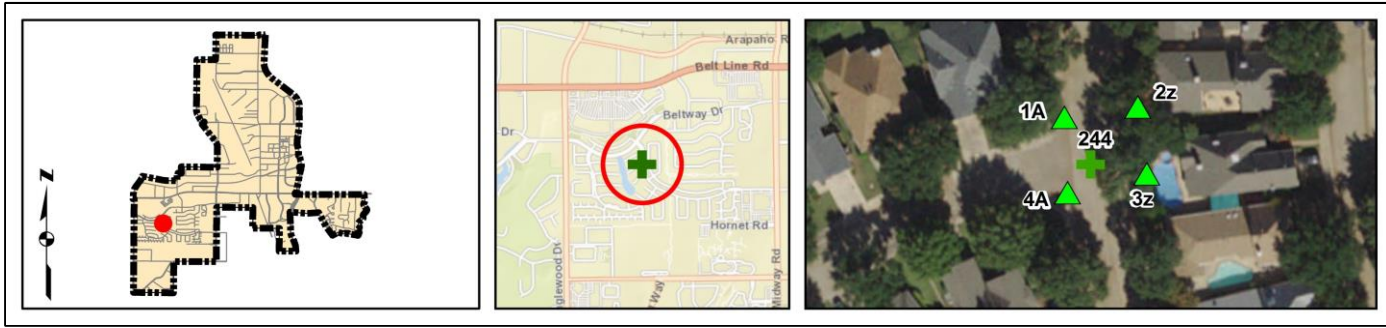 N
Arapaho R
Belt Line Rd
Beltway Dr
Dr
Hornet Rd
glewood Dr
Way
Midway Rd
1A
2z
244
4A
3z